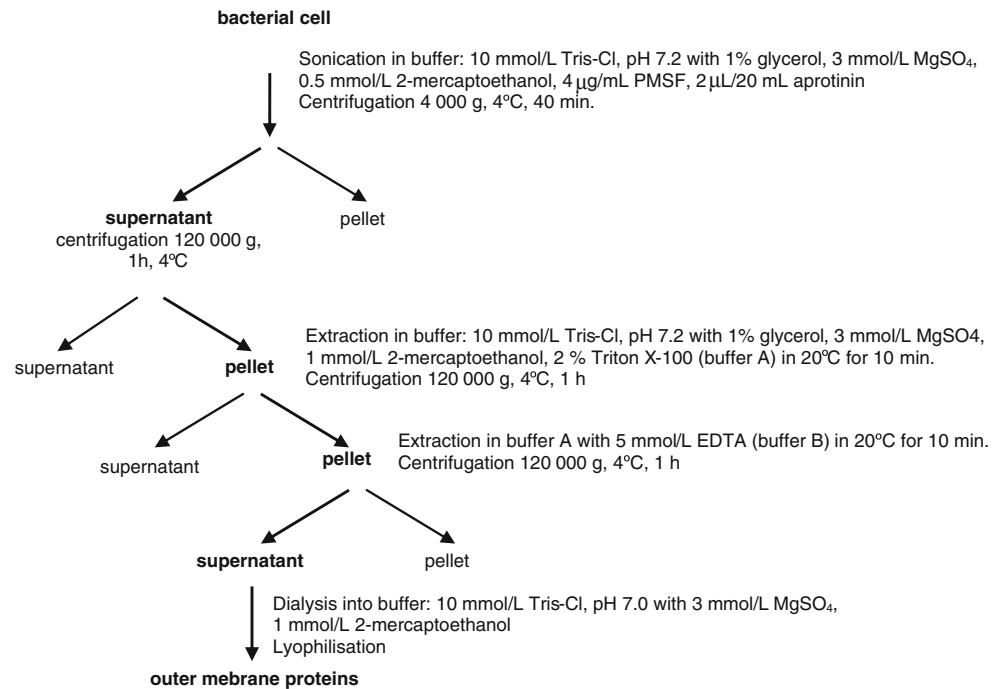 bacterial cell
Sonication in buffer: 10 mmol/L Tris-Cl, pH 7.2 with 1% glycerol, 3 mmol/L MgSO₄,
0.5 mmol/L 2-mercaptoethanol, 4 µg/mL PMSF, 2 µL/20 mL aprotinin
Centrifugation 4 000 g, 4ºC, 40 min.
supernatant
centrifugation 120 000 g,
1h, 4ºC
pellet
Extraction in buffer: 10 mmol/L Tris-Cl, pH 7.2 with 1% glycerol, 3 mmol/L MgSO4,
1 mmol/L 2-mercaptoethanol, 2 % Triton X-100 (buffer A) in 20ºC for 10 min.
Centrifugation 120 000 g, 4ºC, 1 h
supernatant
pellet
Extraction in buffer A with 5 mmol/L EDTA (buffer B) in 20ºC for 10 min.
Centrifugation 120 000 g, 4ºC, 1 h
supernatant
pellet
supernatant
pellet
Dialysis into buffer: 10 mmol/L Tris-Cl, pH 7.0 with 3 mmol/L MgSO₄,
1 mmol/L 2-mercaptoethanol
Lyophilisation
outer mebrane proteins